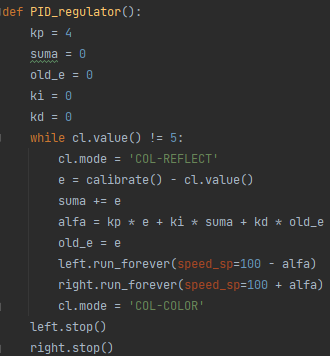 def PID_regulator():
    kp = 4
    suma = 0
    old_e = 0
    ki = 0
    kd = 0
    while cl.value() != 5:
        cl.mode = 'COL-REFLECT'
        e = calibrate() - cl.value()
        suma += e
        alfa = kp * e + ki * suma + kd * old_e
        old_e = e
        left.run_forever(speed_sp=100 - alfa)
        right.run_forever(speed_sp=100 + alfa)
        cl.mode = 'COL-COLOR'
    left.stop()
    right.stop()